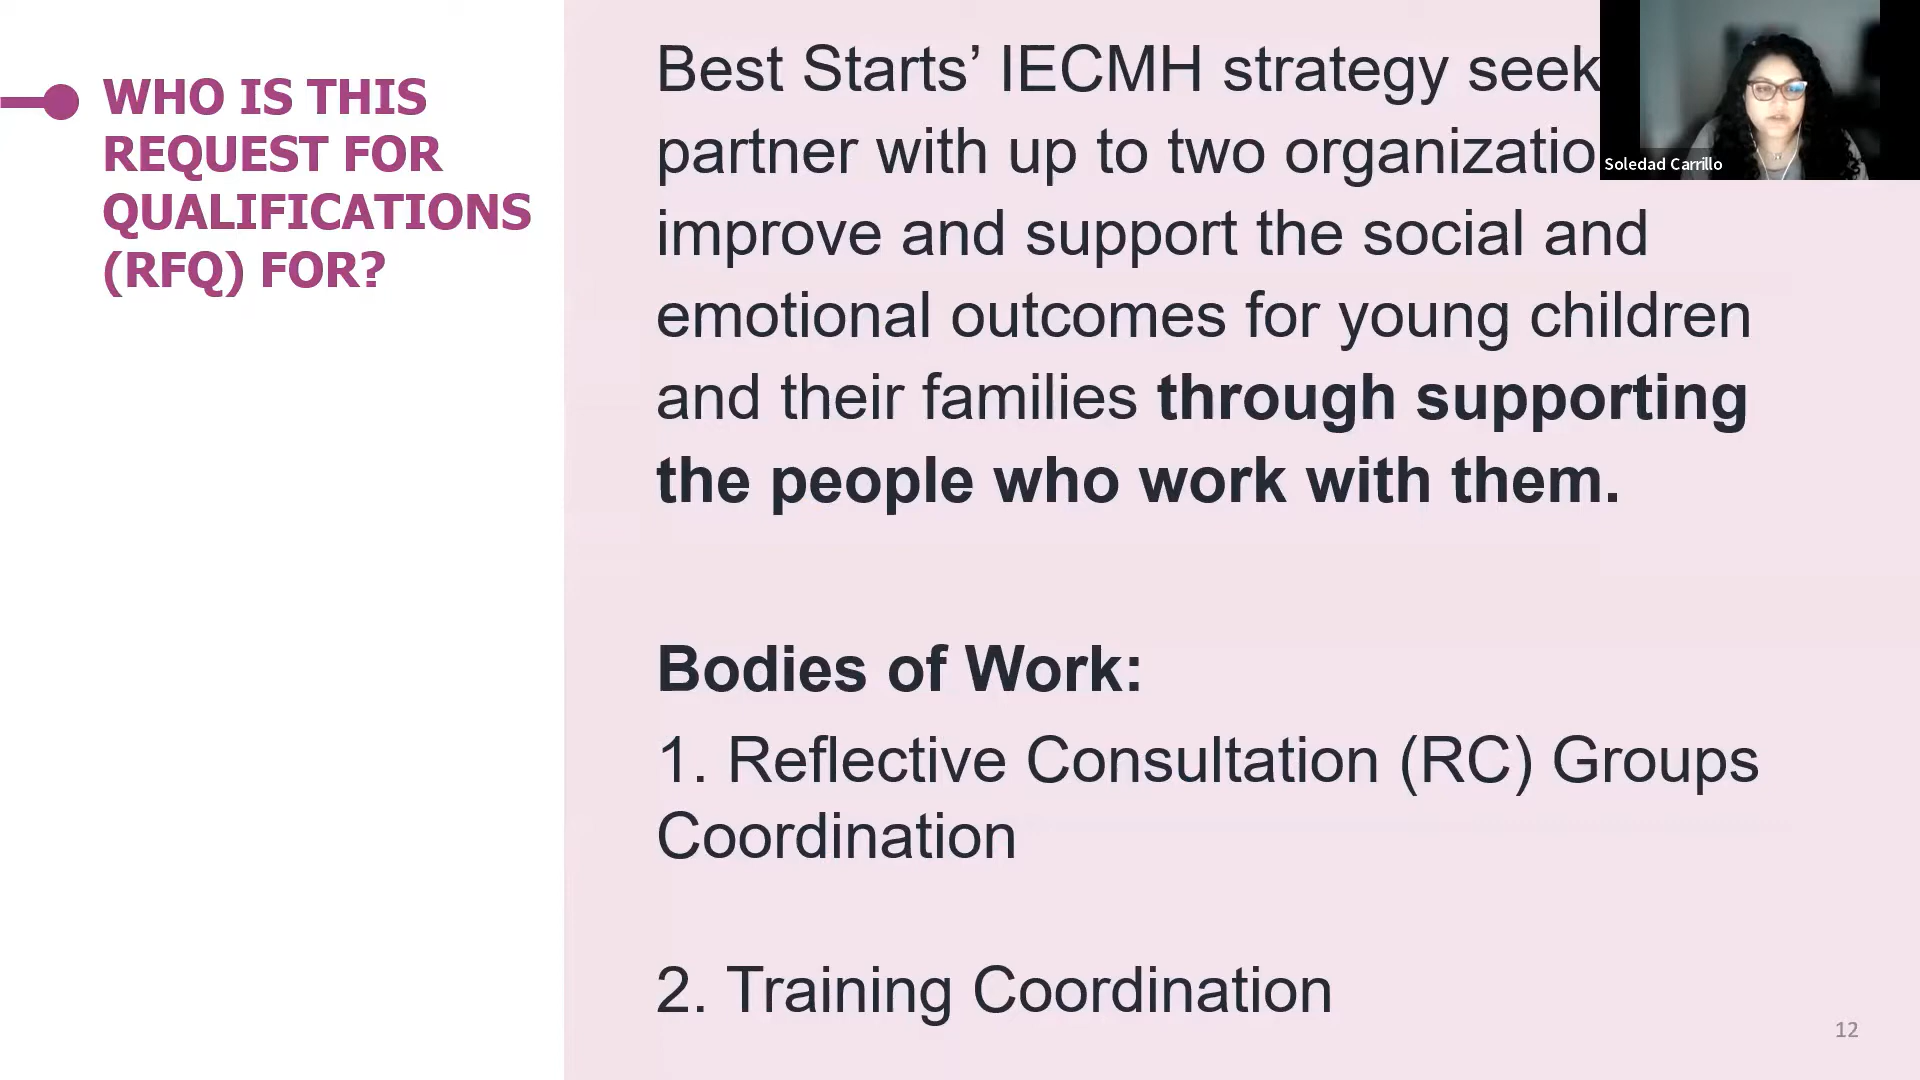 WHO IS THIS
REQUEST FOR
QUALIFICATIONS
(RFQ) FOR?
Best Starts’ IECMH strategy seek
partner with up to two organizatio
improve and support the social and
emotional outcomes for young children
and their families through supporting
the people who work with them.
Bodies of Work:
1. Reflective Consultation (RC) Groups
Coordination
2. Training Coordination
12
Soledad Carrillo